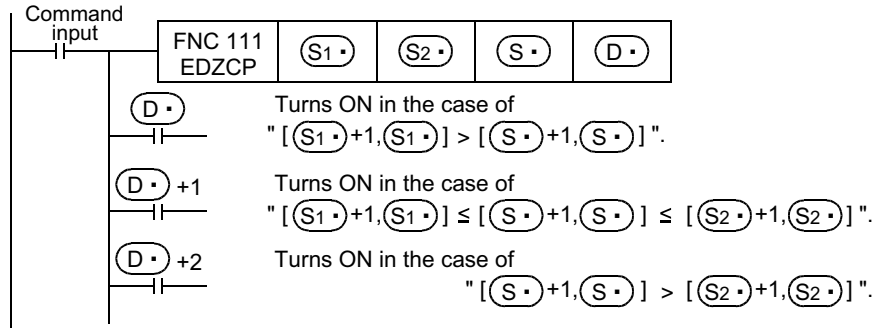 Command
input
FNC 111
EDZCP
S1・ S2・ S・ D・
D・ Turns ON in the case of
" [S1・+1,S1・] > [S・+1,S・] ".
D・ +1 Turns ON in the case of
" [S1・+1,S1・] ≤ [S・+1,S・] ≤ [S2・+1,S2・] ".
D・ +2 Turns ON in the case of
" [S・+1,S・] > [S2・+1,S2・] ".